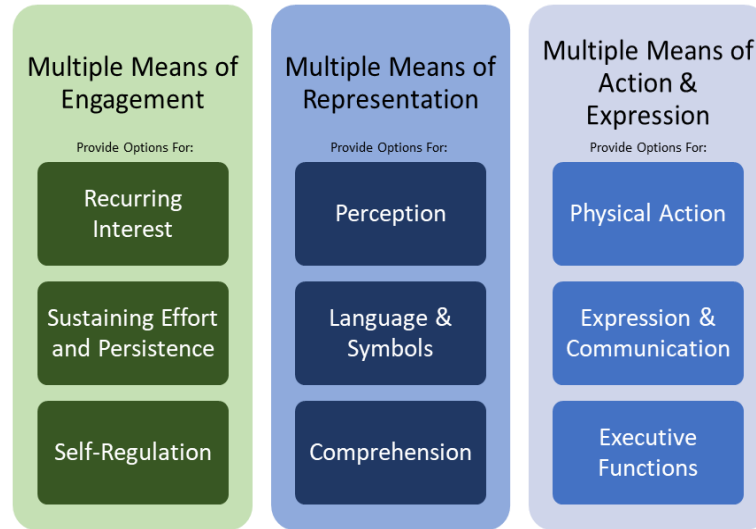 Multiple Means of
Engagement
Provide Options For:
Recurring
Interest
Sustaining Effort
and Persistence
Self-Regulation
Multiple Means of
Representation
Provide Options For:
Perception
Language &
Symbols
Comprehension
Multiple Means of
Action &
Expression
Provide Options For:
Physical Action
Expression &
Communication
Executive
Functions